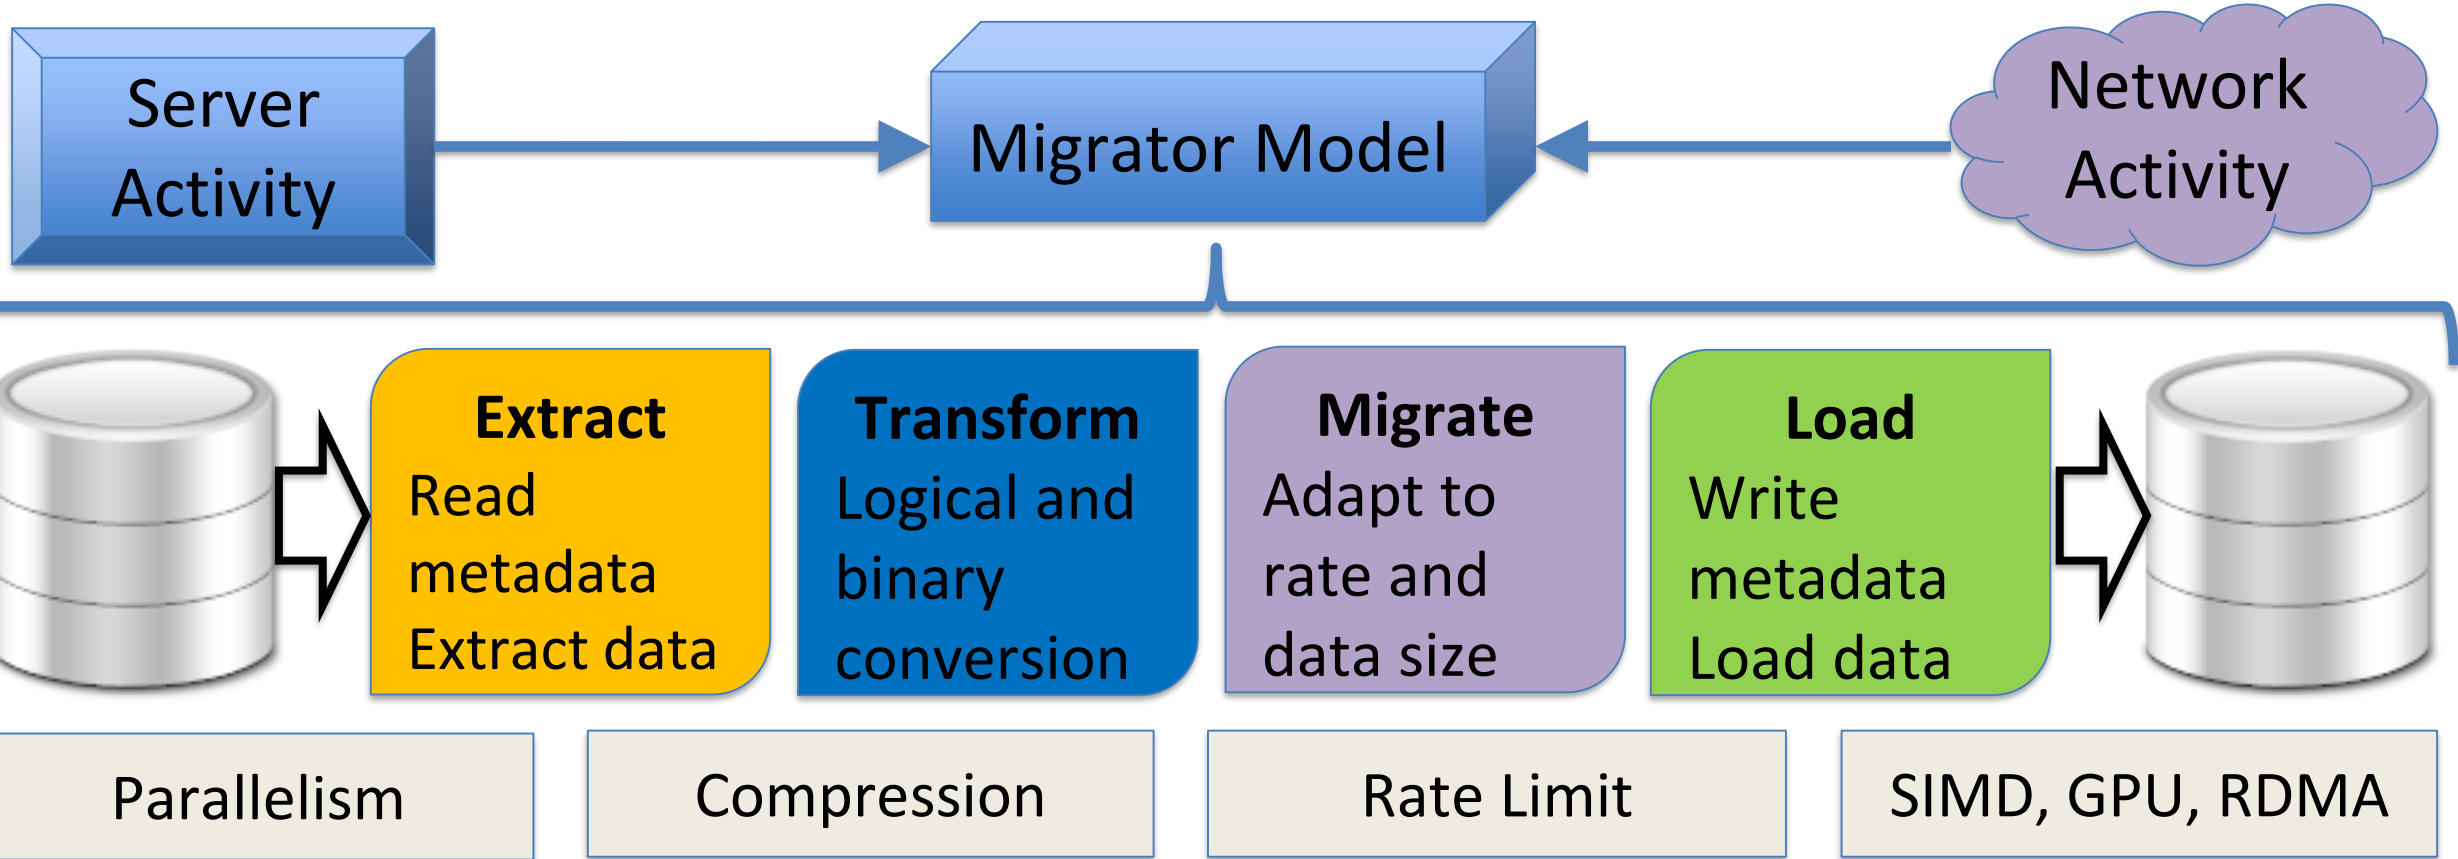 Server
Activity
Migrator Model
Network
Activity
Extract
Read
metadata
Extract data
Transform
Logical and
binary
conversion
Migrate
Adapt to
rate and
data size
Load
Write
metadata
Load data
Parallelism
Compression
Rate Limit
SIMD, GPU, RDMA